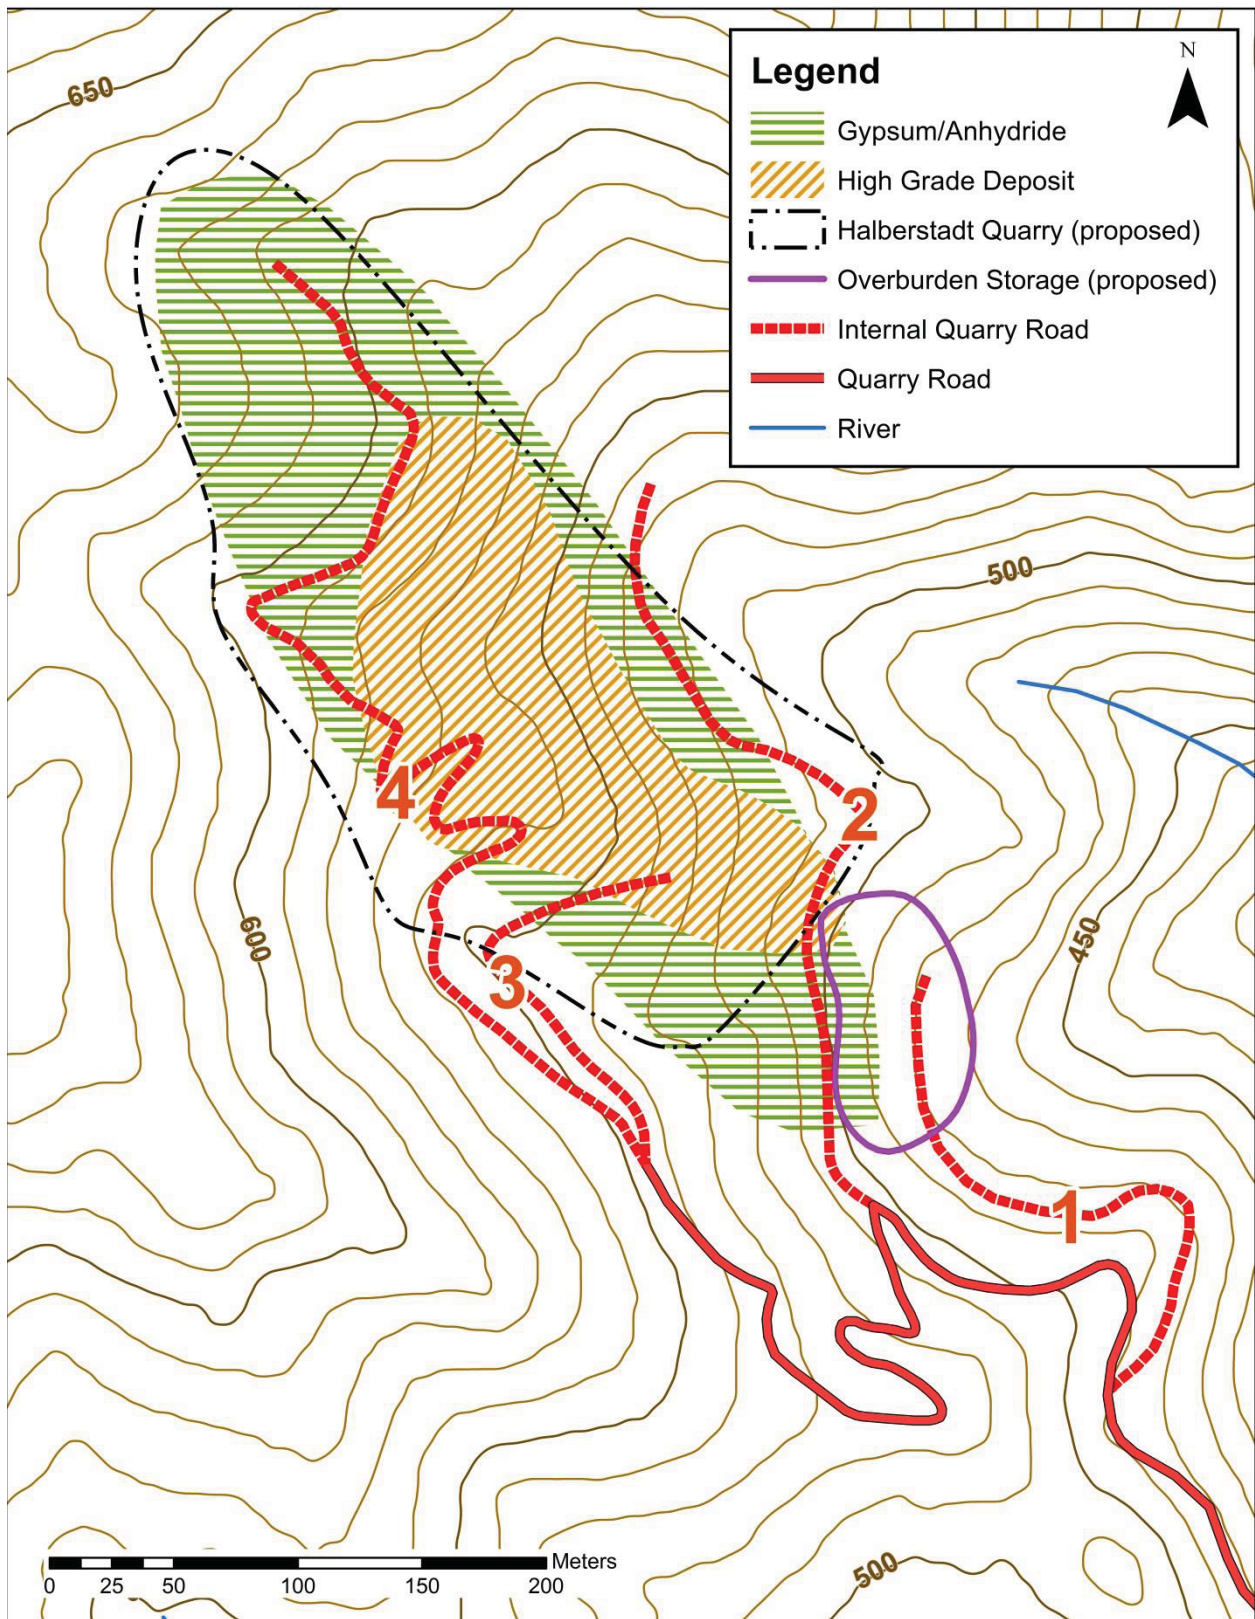 650
Legend
N
Gypsum/Anhydride
High Grade Deposit
Halberstadt Quarry (proposed)
Overburden Storage (proposed)
Internal Quarry Road
Quarry Road
River
500
4
2
600
3
450
1
Meters
0 25 50 100 150 200
500